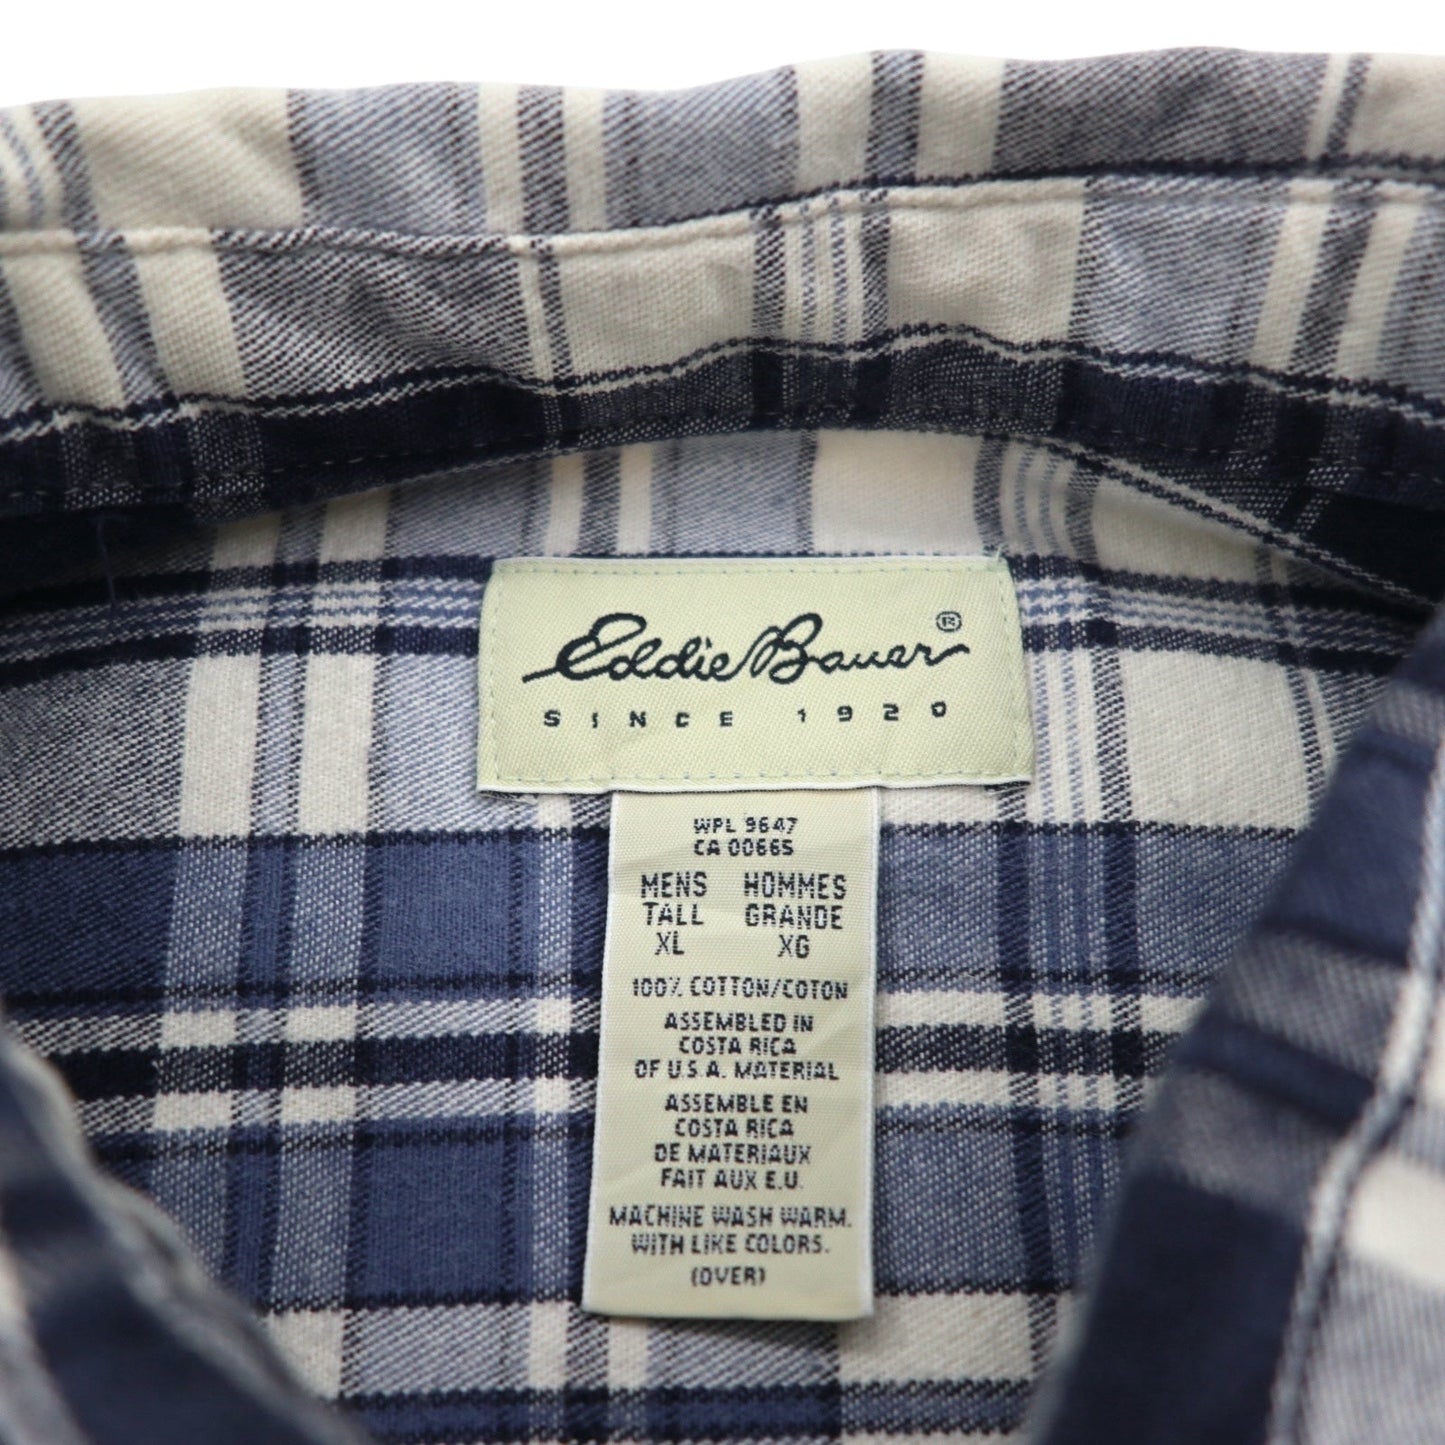 Eddie Bauer®
SINCE 1920
WPL 9647
CA 00665
MENS HOMMES
TALL GRANDE
XL XG
100% COTTON/COTON
ASSEMBLED IN
COSTA RICA
OF U.S.A. MATERIAL
ASSEMBLE EN
COSTA RICA
DE MATERIAUX
FAIT AUX E.U.
MACHINE WASH WARM.
WITH LIKE COLORS.
(OVER)